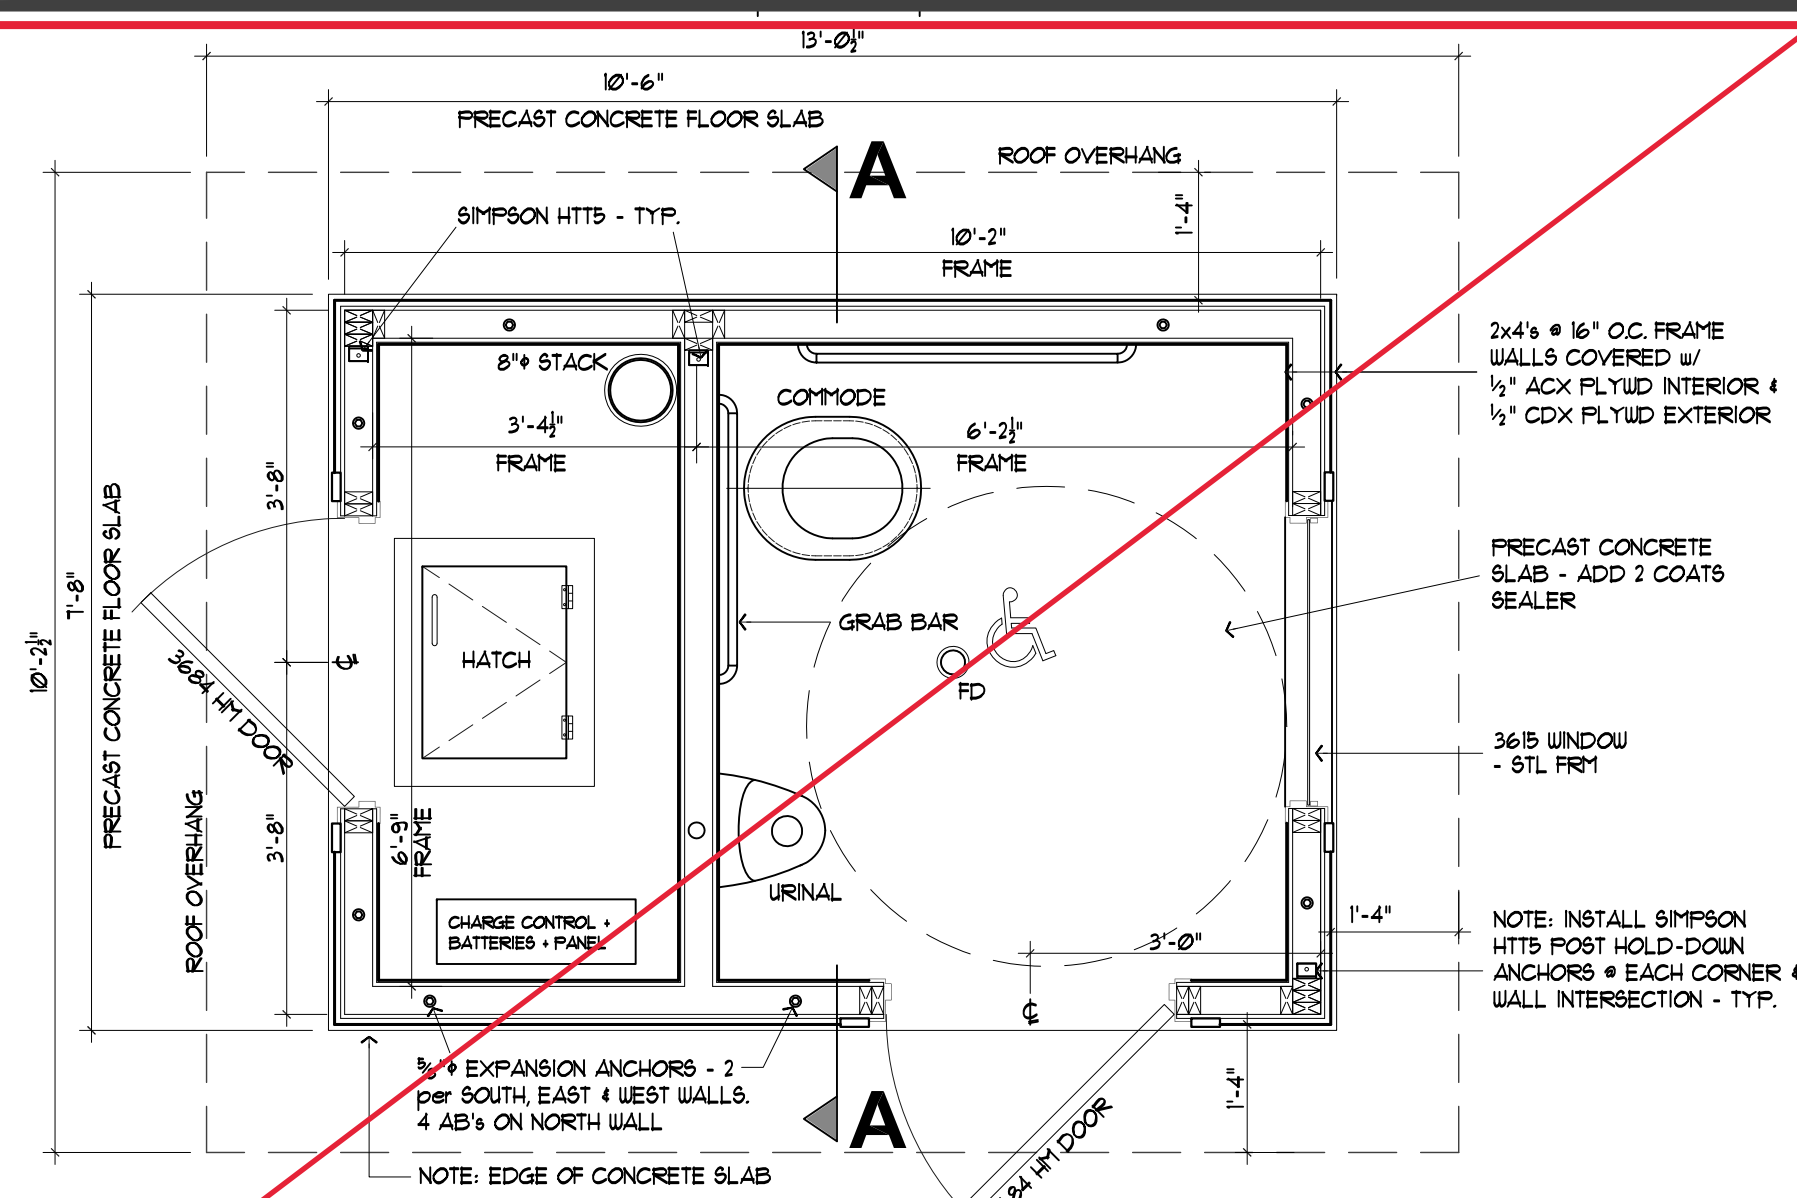 13'-0½"
10'-6"
PRECAST CONCRETE FLOOR SLAB
A
ROOF OVERHANG
SIMPSON HTT5 - TYP.
1'-4"
10'-2"
FRAME
2x4's @ 16" O.C. FRAME
WALLS COVERED w/
½" ACX PLYWD INTERIOR &
½" CDX PLYWD EXTERIOR
8"φ STACK
COMMODE
3'-4½"
FRAME
6'-2½"
FRAME
3'-8"
PRECAST CONCRETE FLOOR SLAB
7'-8"
10'-2½"
PRECAST CONCRETE
SLAB - ADD 2 COATS
SEALER
GRAB BAR
HATCH
FD
3684 HM DOOR
3615 WINDOW
- STL FRM
ROOF OVERHANG
3'-8"
6'-9"
FRAME
URINAL
CHARGE CONTROL +
BATTERIES + PANEL
3'-0"
1'-4"
NOTE: INSTALL SIMPSON
HTT5 POST HOLD-DOWN
ANCHORS @ EACH CORNER &
WALL INTERSECTION - TYP.
℄
℄
⅝"φ EXPANSION ANCHORS - 2
per SOUTH, EAST & WEST WALLS.
4 AB's ON NORTH WALL
A
1'-4"
84 HM DOOR
NOTE: EDGE OF CONCRETE SLAB